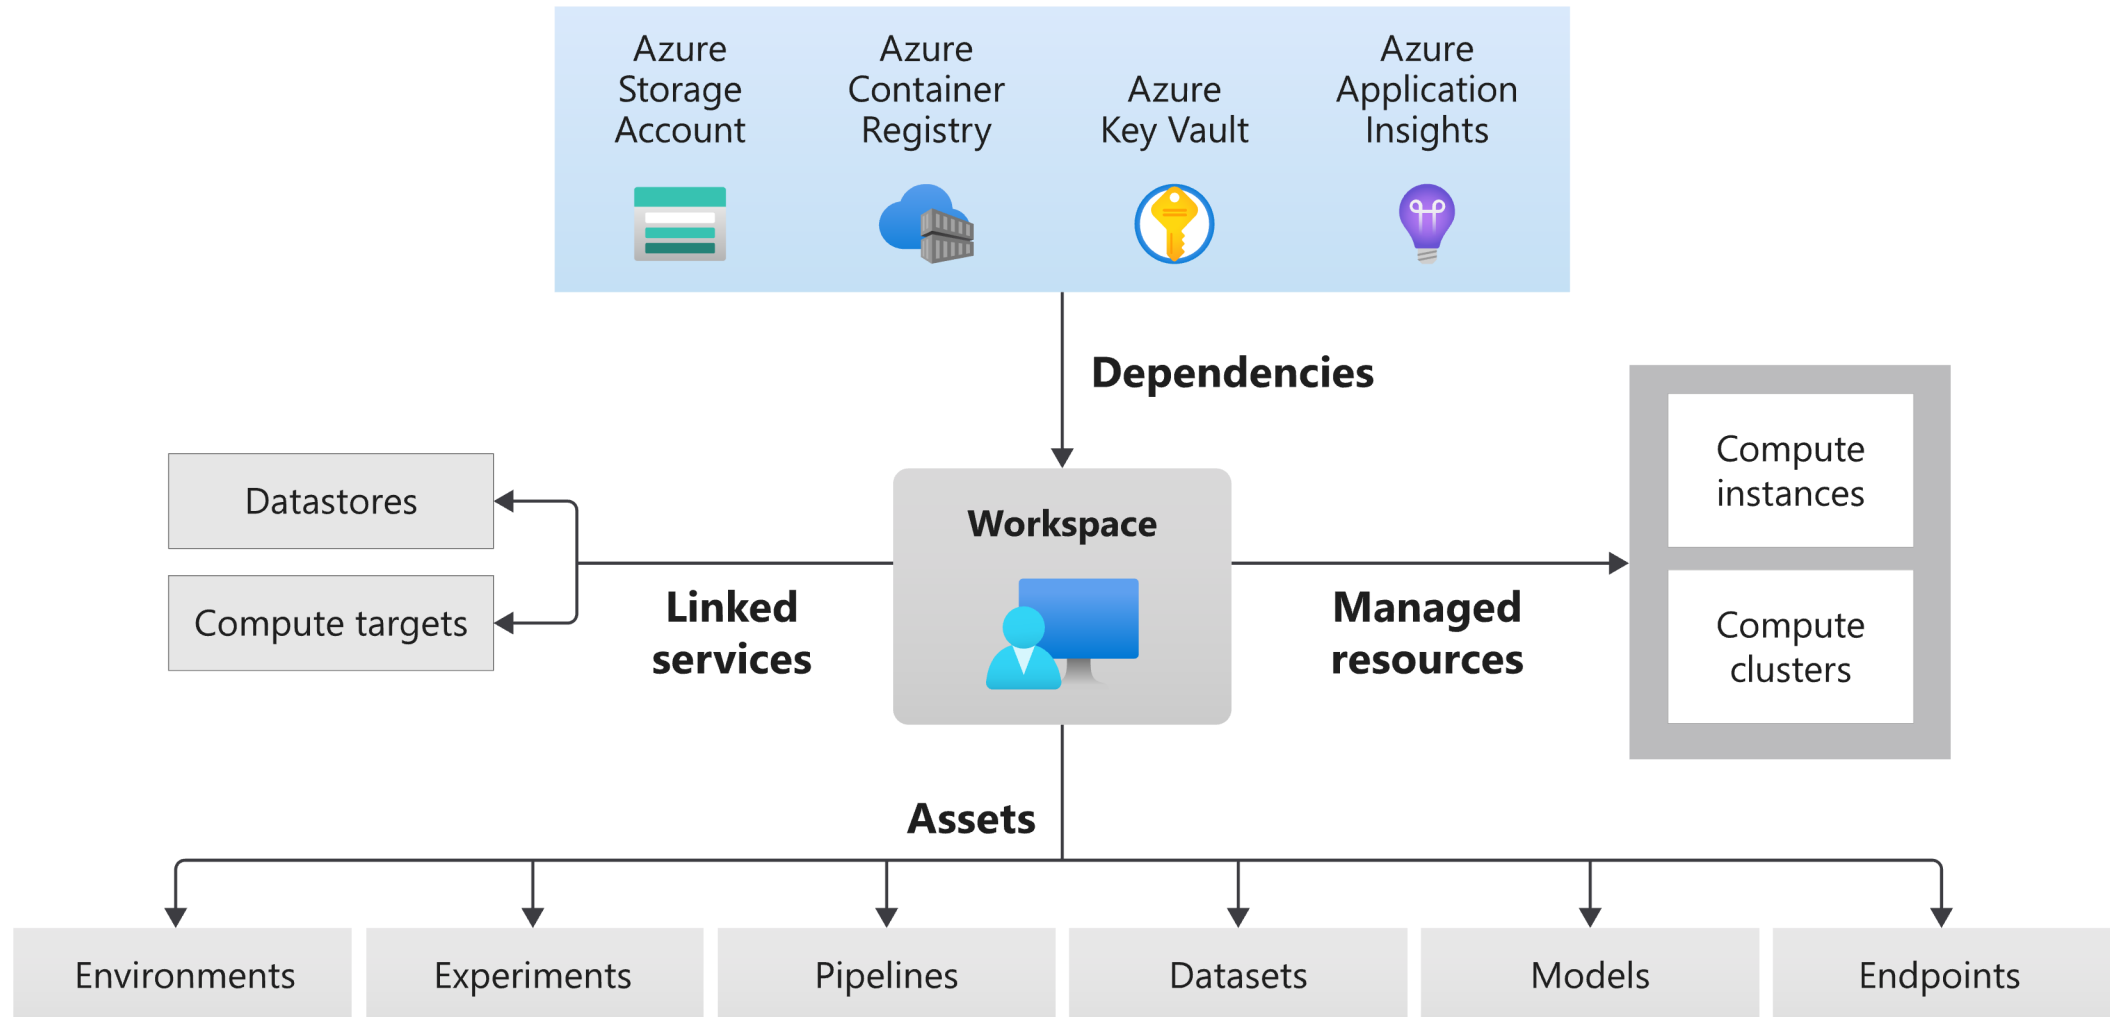 Azure
Storage
Account
Azure
Container
Registry
Azure
Key Vault
Azure
Application
Insights
Dependencies
Datastores
Compute targets
Linked
services
Workspace
Managed
resources
Compute
instances
Compute
clusters
Assets
Environments
Experiments
Pipelines
Datasets
Models
Endpoints